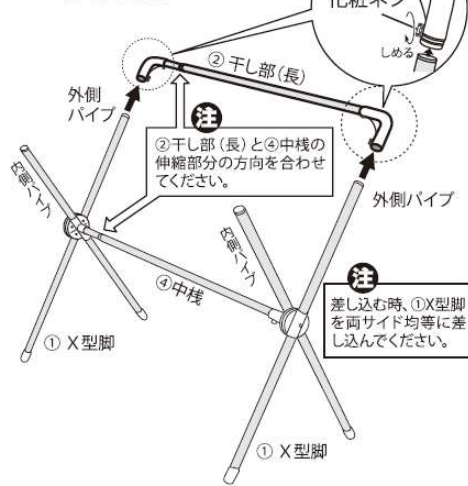 化粧ネジ
しめる
②干し部（長）
外側
パイプ
注
②干し部（長）と④中桟の
伸縮部分の方向を合わせ
てください。
内側パイプ
外側パイプ
内側パイプ
④中桟
注
差し込む時、①X型脚
を両サイド均等に差
し込んでください。
① X型脚
① X型脚